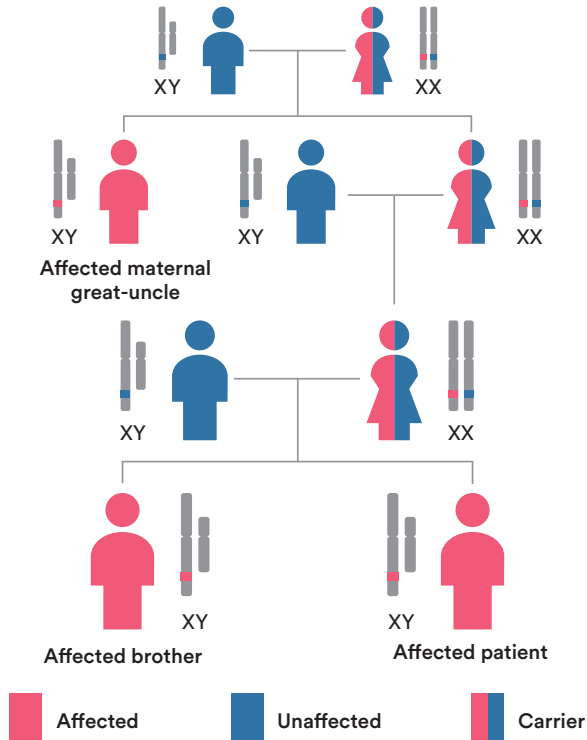 XY
XX
XY
XY
XX
Affected maternal
great-uncle
XY
XX
XY
XY
Affected brother
Affected patient
Affected
Unaffected
Carrier